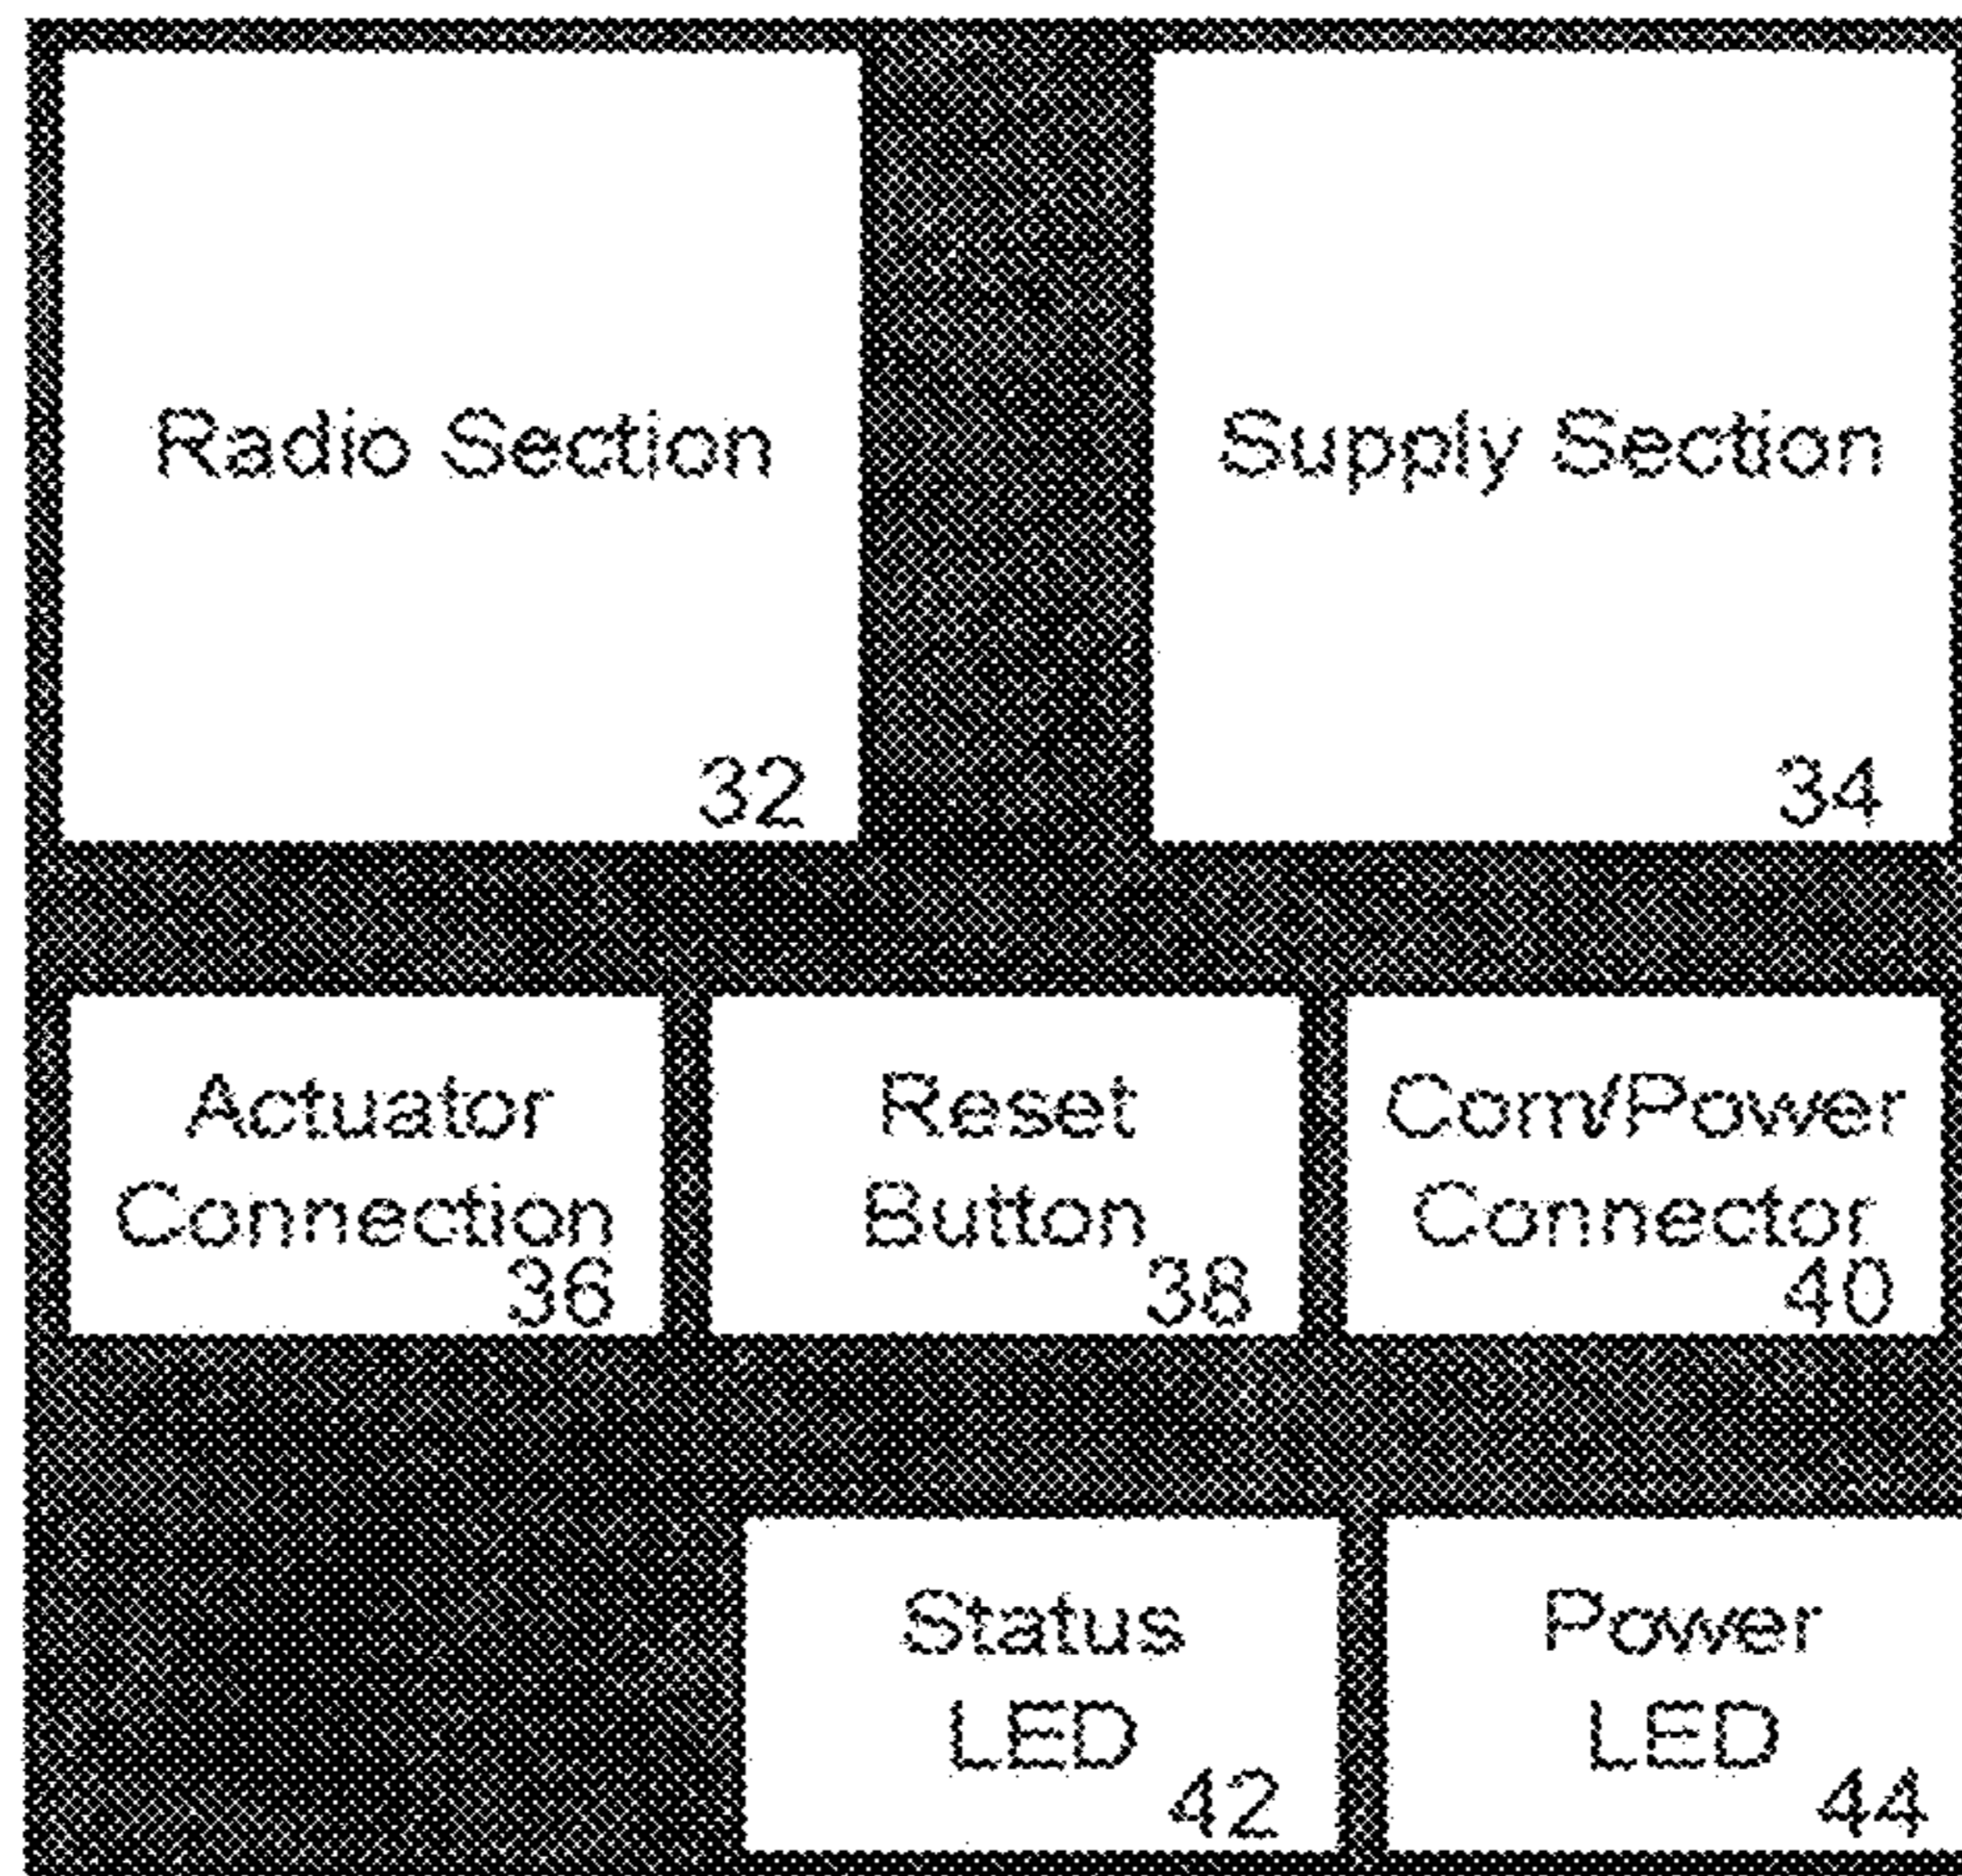 Radio Section
32
Supply Section
34
Actuator
Connection
36
Reset
Button
38
Com/Power
Connector
40
Status
LED
42
Power
LED
44